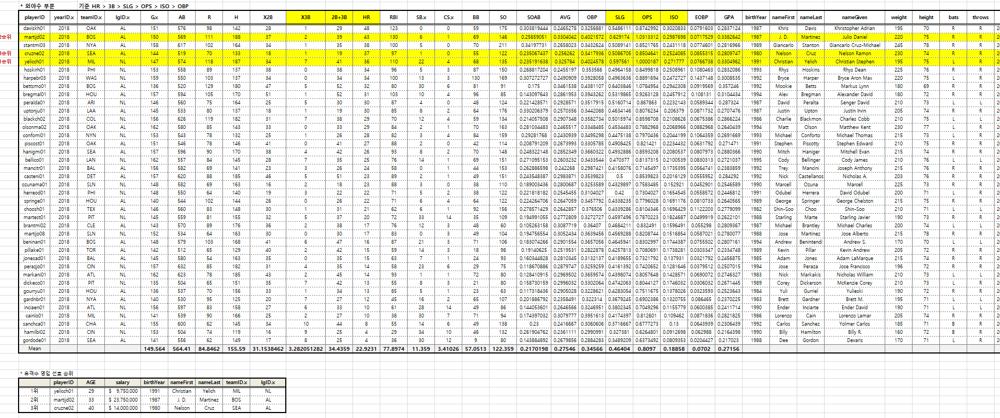 * 외야수 부문 기준 HR > 3B > SLG > OPS > ISO > OBP
playerID yearID.x teamID.x lgID.x G.x AB R H X2B X3B 2B+3B HR RBI SB.x CS.x BB SO SOAB AVG OBP SLG OPS ISO EOBP GPA birthYear nameFirst nameLast nameGiven weight height bats throws
daviskh01 2018 OAK AL 151 576 98 142 28 1 29 48 123 0 0 59 175 0.303819444 0.2465278 0.3256881 0.5486111 0.8742992 0.3020833 0.0791603 0.2837124 1987 Khris Davis Khristopher Adrian 195 70 R R
2순위 martijd02 2018 BOS AL 150 569 111 188 37 2 39 43 130 6 1 69 146 0.25659051 0.3304042 0.4021572 0.629174 1.0313312 0.2987698 0.0717529 0.3382642 1987 J. D. Martinez Julio Daniel 220 75 R R
stantmi03 2018 NYA AL 158 617 102 164 34 1 35 38 100 5 0 70 211 0.34197731 0.2658023 0.3432624 0.5089141 0.8521765 0.2431118 0.0774601 0.2816966 1989 Giancarlo Stanton Giancarlo Cruz-Michael 245 78 R R
3순위 cruzne02 2018 SEA AL 144 519 70 133 18 1 19 37 97 1 0 55 122 0.235067437 0.256262 0.3417936 0.5086705 0.8504641 0.2524085 0.0855315 0.2809747 1980 Nelson Cruz Nelson Ramon 230 74 R R
1순위 yelicch01 2018 MIL NL 147 574 118 187 34 7 41 36 110 22 4 68 135 0.235191638 0.325784 0.4024578 0.597561 1.0000187 0.271777 0.0766738 0.3304962 1991 Christian Yelich Christian Stephen 195 75 L R
hoskirh01 2018 PHI NL 153 558 89 137 38 0 38 34 96 5 3 87 150 0.268817204 0.2455197 0.353566 0.4964158 0.8499818 0.2508961 0.1080463 0.2832086 1993 Rhys Hoskins Rhys Dean 225 76 R R
harpebr03 2018 WAS NL 159 550 103 137 34 0 34 34 100 13 3 130 169 0.307272727 0.2490909 0.3928058 0.4963636 0.8891694 0.2472727 0.1437148 0.3008535 1992 Bryce Harper Bryce Aron Max 220 75 L R
bettsmo01 2018 BOS AL 136 520 129 180 47 5 52 32 80 30 6 81 91 0.175 0.3461538 0.4381107 0.6403846 1.0784954 0.2942308 0.0919569 0.357246 1992 Mookie Betts Markus Lynn 180 69 R R
bregmal01 2018 HOU AL 157 594 105 170 51 1 52 31 103 10 4 96 85 0.143097643 0.2861953 0.3943262 0.5319865 0.9263128 0.2457912 0.108131 0.3104434 1994 Alex Bregman Alexander David 180 72 R R
peralda01 2018 ARI NL 146 560 75 164 25 5 30 30 87 4 0 48 124 0.221428571 0.2928571 0.3517915 0.5160714 0.867863 0.2232143 0.0589344 0.287324 1987 David Peralta Senger David 210 73 L L
uptonju01 2018 LAA AL 145 533 80 137 18 1 19 30 85 8 2 64 176 0.330206379 0.2570356 0.3442088 0.4634146 0.8076234 0.206379 0.0871732 0.2707476 1987 Justin Upton Justin Irvin 205 74 R R
blackch02 2018 COL NL 156 626 119 182 31 7 38 29 70 12 4 59 134 0.214057508 0.2907348 0.3582734 0.5015974 0.8598708 0.2108626 0.0675386 0.2866224 1986 Charlie Blackmon Charles Cobb 210 75 L L
olsonma02 2018 OAK AL 162 580 85 143 33 0 33 29 84 2 1 70 163 0.281034483 0.2465517 0.3348485 0.4534483 0.7882968 0.2068966 0.0882968 0.2640439 1994 Matt Olson Matthew Kent 230 77 L R
confomi01 2018 NYN NL 153 543 78 132 25 1 26 28 82 3 4 84 159 0.29281768 0.2430939 0.3495298 0.4475138 0.7970436 0.2044199 0.1064359 0.2691669 1993 Michael Conforto Michael Thomas 215 73 L R
piscost01 2018 OAK AL 151 546 78 146 41 0 41 27 88 2 0 42 114 0.208791209 0.2673993 0.3305785 0.4908425 0.821421 0.2234432 0.0631792 0.271471 1991 Stephen Piscotty Stephen Edward 210 75 R R
hanigmi01 2018 SEA AL 157 596 90 170 38 4 42 26 93 8 2 70 148 0.248322148 0.2852349 0.3660322 0.4932886 0.8593208 0.2080537 0.0807973 0.2880366 1990 Mitch Haniger Mitchell Evan 215 74 R R
bellico01 2018 LAN NL 162 557 84 145 28 7 35 25 76 14 1 69 151 0.271095153 0.2603232 0.3433544 0.470377 0.8137315 0.2100539 0.0830313 0.2721037 1995 Cody Bellinger Cody James 210 76 L L
mancitr01 2018 BAL AL 156 582 69 141 23 3 26 24 58 0 1 44 153 0.262886598 0.242268 0.2987421 0.4158076 0.7145497 0.1735395 0.0564741 0.2383859 1992 Trey Mancini Joseph Anthony 215 76 R R
casteni01 2018 DET AL 157 620 88 185 46 5 51 23 89 2 1 49 151 0.243548387 0.2983871 0.3539823 0.5 0.8539823 0.2016129 0.0555952 0.284292 1992 Nick Castellanos Nicholas A. 203 76 R R
ozunama01 2018 SLN NL 148 582 69 163 16 2 18 23 88 3 0 38 110 0.189003436 0.2800687 0.3253589 0.4329897 0.7583485 0.152921 0.0452901 0.2546589 1990 Marcell Ozuna Marcell 225 73 R R
herreod01 2018 PHI NL 148 550 64 140 19 3 22 22 71 5 2 38 122 0.221818182 0.2545455 0.3104027 0.42 0.7304027 0.1654545 0.0558572 0.2446812 1991 Odubel Herrera David Odubel 200 71 L R
springe01 2018 HOU AL 140 544 102 144 26 0 26 22 71 6 4 64 122 0.224264706 0.2647059 0.3457792 0.4338235 0.7796028 0.1691176 0.0810733 0.2640565 1989 George Springer George Chelston 215 75 R R
choosh01 2018 TEX AL 146 560 83 148 30 1 31 21 62 6 1 92 156 0.278571429 0.2642857 0.376506 0.4339286 0.8104346 0.1696429 0.1122203 0.2779099 1982 Shin-Soo Choo Shin-Soo 210 71 L L
martest01 2018 PIT NL 145 559 81 155 32 5 37 20 72 33 14 35 109 0.194991055 0.2772809 0.3272727 0.4597496 0.7870223 0.1824687 0.0499919 0.2622101 1988 Starling Marte Starling Javier 190 73 R R
brantmi02 2018 CLE AL 143 570 89 176 36 2 38 17 76 12 3 48 60 0.105263158 0.3087719 0.36407 0.4684211 0.832491 0.1596491 0.055298 0.2809367 1987 Michael Brantley Michael Charles 200 74 L L
martijo08 2018 SLN NL 152 534 64 163 30 0 30 17 83 0 3 49 104 0.194756554 0.3052434 0.3639456 0.4569288 0.8208744 0.1516854 0.0587021 0.2780077 1988 Jose Martinez Jose Alberto 215 78 R R
beninan01 2018 BOS AL 148 579 103 168 41 6 47 16 87 21 3 71 106 0.183074266 0.2901554 0.3657056 0.4645941 0.8302997 0.1744387 0.0755502 0.2807161 1994 Andrew Benintendi Andrew S. 170 70 L L
pillake01 2018 TOR AL 142 512 65 129 40 2 42 15 59 14 3 18 98 0.19140625 0.2519531 0.2822878 0.4257813 0.7080691 0.1738281 0.0303347 0.2334748 1989 Kevin Pillar Kevin Andrew 205 72 R R
jonesad01 2018 BAL AL 145 580 54 163 35 0 35 15 63 7 1 24 93 0.160344828 0.2810345 0.3132137 0.4189655 0.7321792 0.137931 0.0321792 0.2456875 1985 Adam Jones Adam LaMarque 215 74 R R
perazjo01 2018 CIN NL 157 632 85 182 31 4 35 14 58 23 6 29 75 0.118670886 0.2879747 0.3259259 0.4161392 0.7420652 0.1281646 0.0379512 0.2507015 1994 Jose Peraza Jose Francisco 196 72 R R
markani01 2018 ATL NL 162 623 78 185 43 2 45 14 93 1 1 72 80 0.128410915 0.2969502 0.3659574 0.4398074 0.8057648 0.1428571 0.0690072 0.2746327 1983 Nick Markakis Nicholas William 210 73 L L
dickeco01 2018 PIT NL 135 504 65 151 35 7 42 13 55 8 3 21 80 0.158730159 0.2996032 0.3302064 0.4742063 0.8044127 0.1746032 0.0306032 0.2671445 1989 Corey Dickerson McKenzie Corey 210 73 L R
gourryu01 2018 HOU AL 136 537 70 156 33 1 34 13 85 5 1 23 63 0.117318436 0.2905028 0.3228621 0.4283054 0.7511675 0.1378026 0.0323593 0.2523643 1984 Yuli Gurriel Yulieski 190 72 R R
gardnbr01 2018 NYA AL 140 530 95 125 20 7 27 12 45 16 2 65 107 0.201886792 0.2358491 0.322314 0.3679245 0.6902386 0.1320755 0.086465 0.2370225 1983 Brett Gardner Brett M. 195 71 L L
inciaen01 2018 ATL NL 156 597 83 158 27 6 33 10 61 28 14 49 86 0.144053601 0.2646566 0.3246951 0.3802345 0.7049296 0.1155779 0.0600385 0.2411714 1990 Ender Inciarte Ender David 190 71 L L
cainlo01 2018 MIL NL 141 539 90 166 25 2 27 10 38 30 7 71 94 0.174397032 0.3079777 0.3951613 0.4174397 0.812601 0.109462 0.0871836 0.2821825 1986 Lorenzo Cain Lorenzo Lamar 205 74 R R
sanchca01 2018 CHA AL 155 600 62 145 34 10 44 8 55 14 6 49 138 0.23 0.2416667 0.3060606 0.3716667 0.6777273 0.13 0.0643939 0.2306439 1992 Carlos Sanchez Yolmer Carlos 185 71 B R
hamilbi02 2018 CIN NL 153 504 74 119 16 9 25 4 29 34 10 46 132 0.261904762 0.2361111 0.2990991 0.327381 0.6264801 0.0912698 0.062988 0.2164398 1990 Billy Hamilton Billy R. 160 72 B R
gordode01 2018 SEA AL 141 556 62 149 17 8 25 4 36 30 12 9 80 0.143884892 0.2679856 0.2884283 0.3489209 0.6373492 0.0809353 0.0204427 0.217023 1988 Dee Gordon Devaris 170 71 L R
Mean 149.564 564.41 84.8462 155.59 31.1538462 3.282051282 34.4359 22.9231 77.8974 11.359 3.41026 57.0513 122.359 0.2170198 0.27546 0.34566 0.46404 0.8097 0.18858 0.0702 0.27156
* 유격수 영입 선호 순위
playerID AGE salary birthYear nameFirst nameLast teamID.x lgID.x
1위 yelicch01 29 $ 9,750,000 1991 Christian Yelich MIL NL
2위 martijd02 33 $ 23,750,000 1987 J. D. Martinez BOS AL
3위 cruzne02 40 $ 14,000,000 1980 Nelson Cruz SEA AL